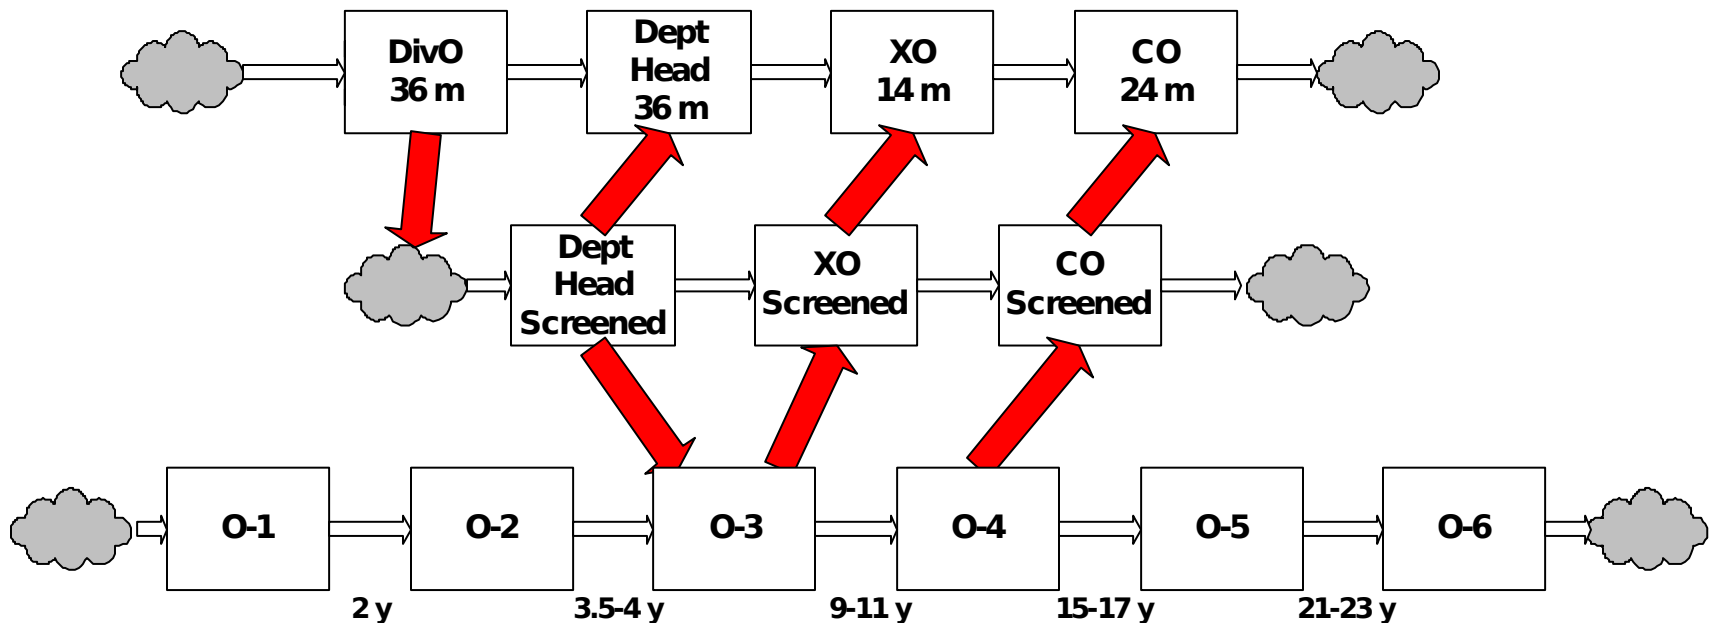 DivO
36 m
Dept
Head
36 m
XO
14 m
CO
24 m
Dept
Head
Screened
XO
Screened
CO
Screened
O-1
O-2
O-3
O-4
O-5
O-6
2 y
3.5-4 y
9-11 y
15-17 y
21-23 y